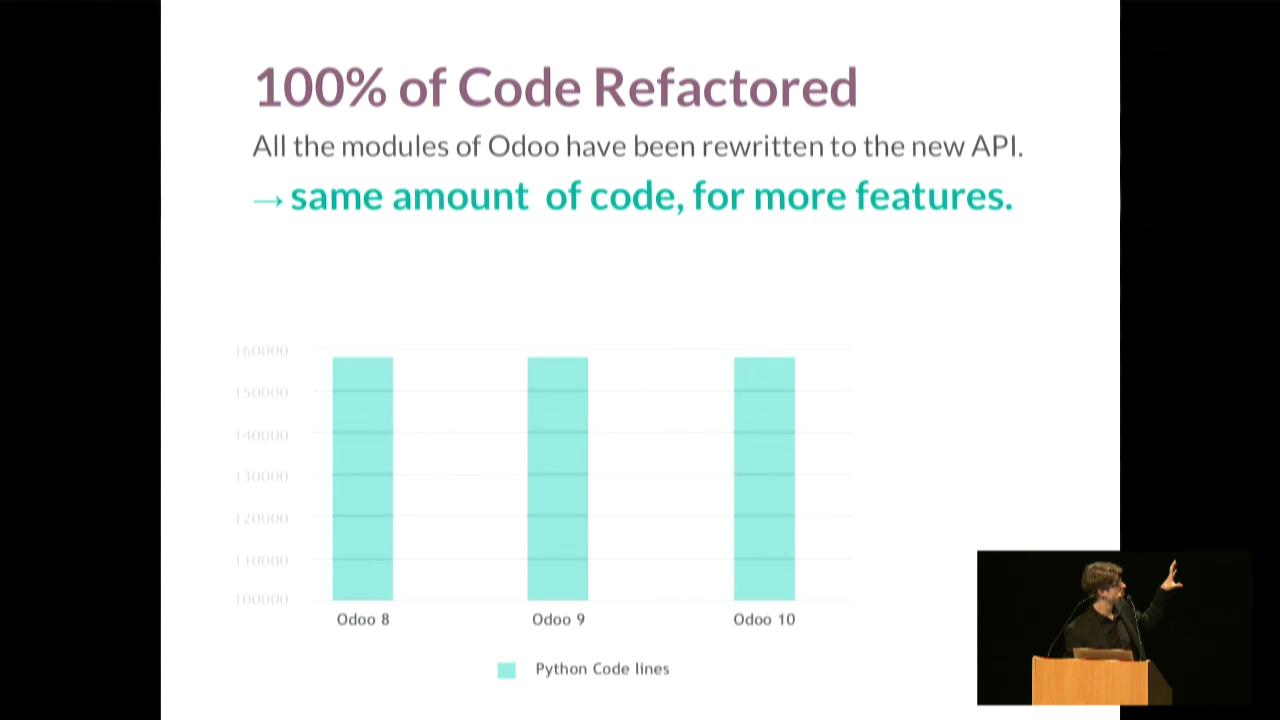 100% of Code Refactored
All the modules of Odoo have been rewritten to the new API.
→ same amount of code, for more features.
160000
150000
140000
130000
120000
110000
100000
Odoo 8 Odoo 9 Odoo 10
Python Code lines